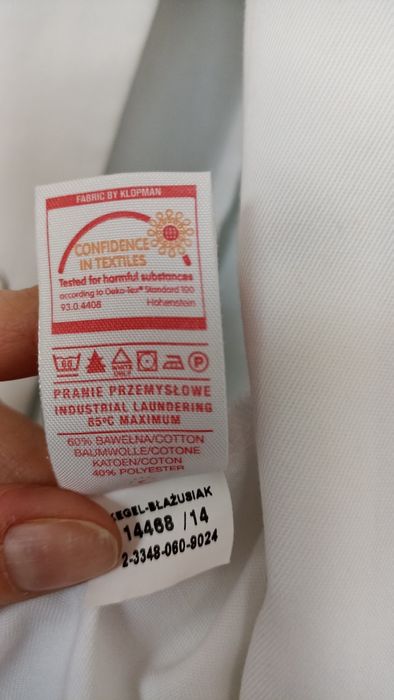 FABRIC BY KLOPMAN
CONFIDENCE
IN TEXTILES
Tested for harmful substances
according to Oeko-Tex® Standard 100
93.0.4408 Hohenstein
WHITE
ONLY
P
PRANIE PRZEMYSŁOWE
INDUSTRIAL LAUNDERING
85°C MAXIMUM
60% BAWEŁNA/COTTON
BAUMWOLLE/COTONE
KATOEN/COTON
40% POLYESTER
KEGEL-BŁAŻUSIAK
14468 /14
2-3348-060-9024